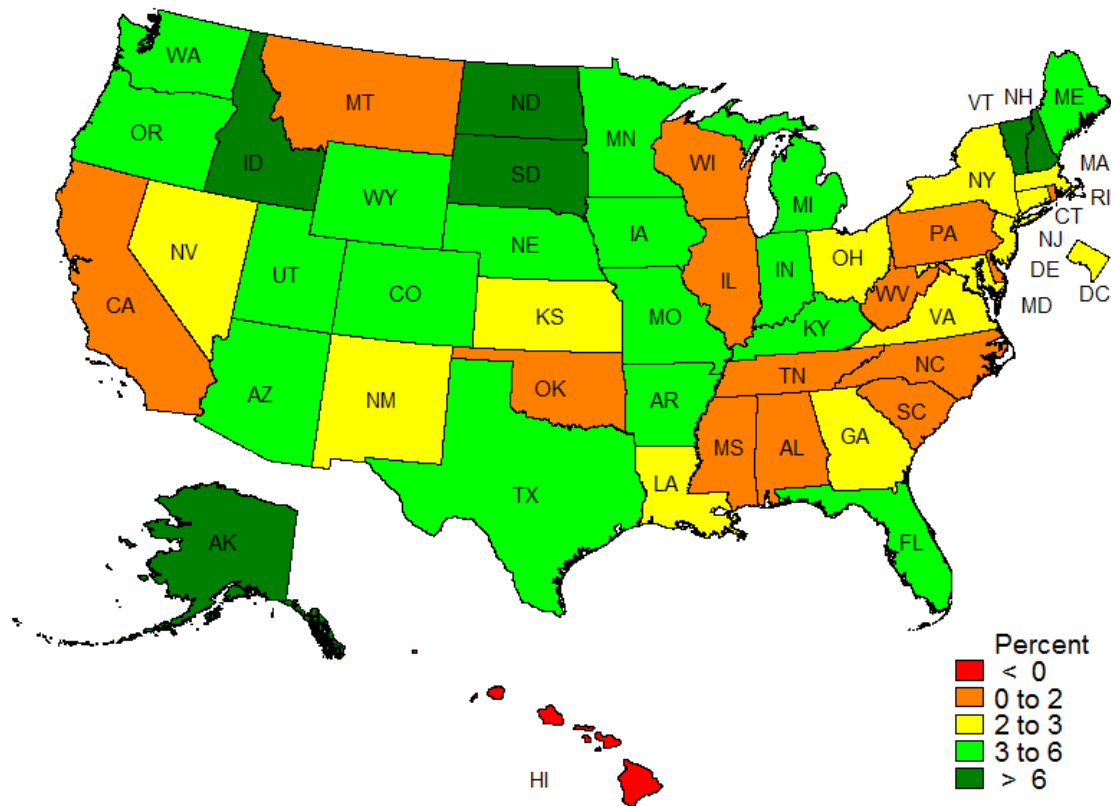 WA
MT
ND
MN
VT NH
ME
OR
ID
SD
WI
MI
NY
MA
RI
CT
NJ
WY
NE
IA
PA
DE
DC
MD
NV
UT
CO
KS
MO
IL
IN
OH
WV
VA
KY
CA
AZ
NM
OK
AR
TN
NC
SC
MS
AL
GA
TX
LA
FL
AK
HI
Percent
< 0
0 to 2
2 to 3
3 to 6
> 6